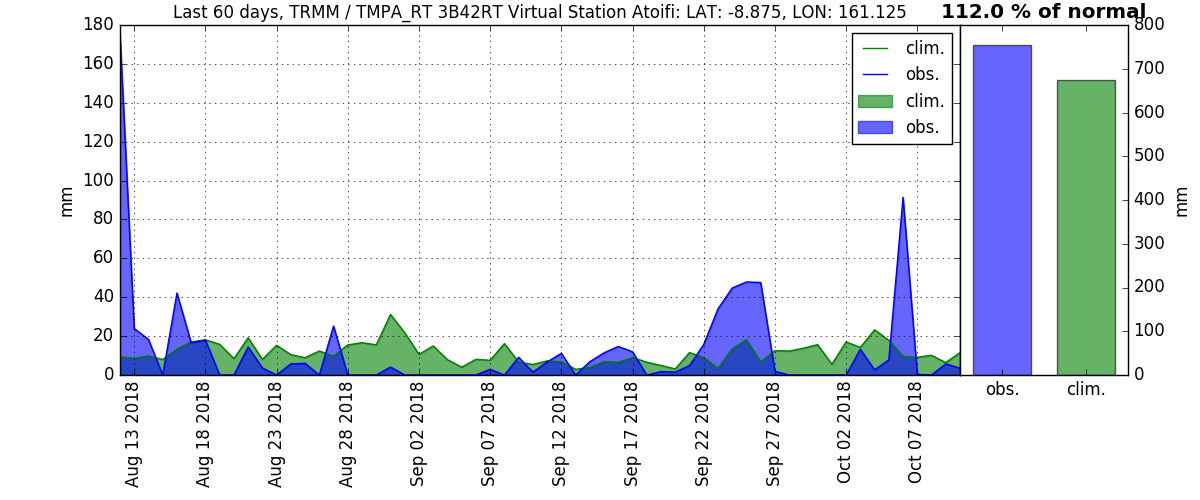 Last 60 days, TRMM / TMPA_RT 3B42RT Virtual Station Atoifi: LAT: -8.875, LON: 161.125
112.0 % of normal
180
160
140
120
100
80
60
40
20
0
mm
clim.
obs.
clim.
obs.
800
700
600
500
400
300
200
100
0
mm
Aug 13 2018
Aug 18 2018
Aug 23 2018
Aug 28 2018
Sep 02 2018
Sep 07 2018
Sep 12 2018
Sep 17 2018
Sep 22 2018
Sep 27 2018
Oct 02 2018
Oct 07 2018
obs.
clim.